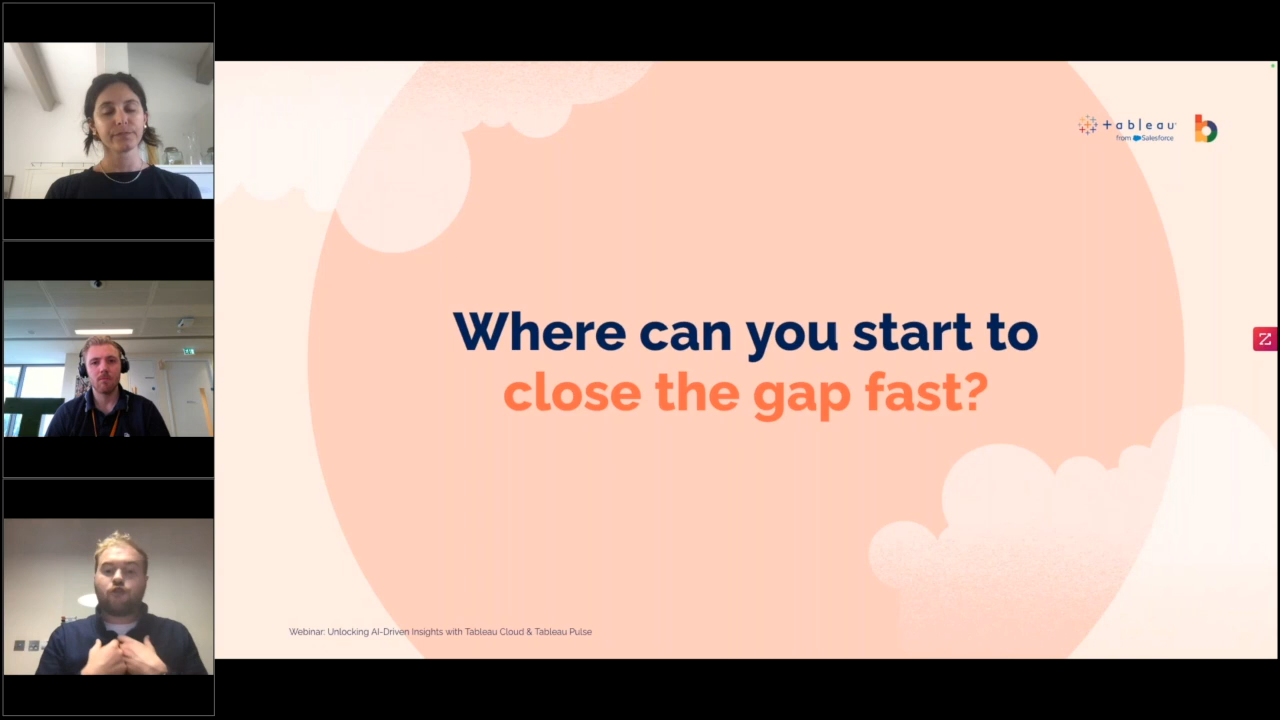 +ableau
from Salesforce
Where can you start to
close the gap fast?
Webinar: Unlocking AI-Driven Insights with Tableau Cloud & Tableau Pulse